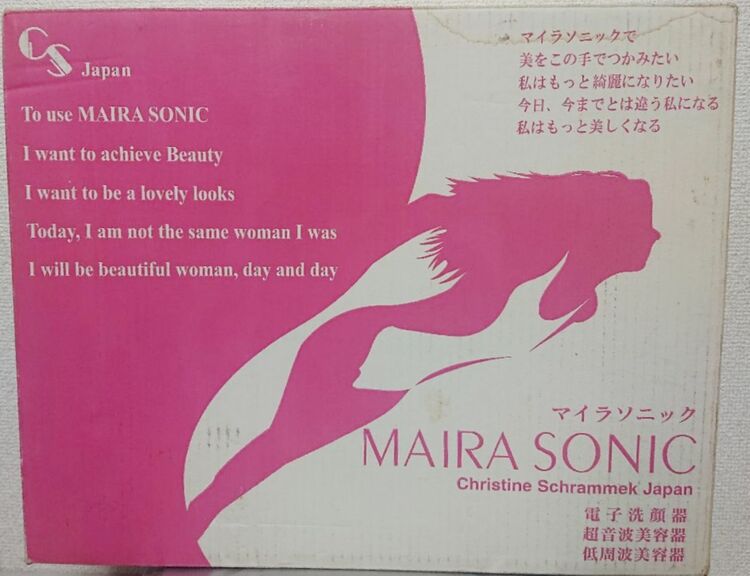 CS Japan
To use MAIRA SONIC
I want to achieve Beauty
I want to be a lovely looks
Today, I am not the same woman I was
I will be beautiful woman, day and day
マイラソニックで
美をこの手でつかみたい
私はもっと綺麗になりたい
今日、今までとは違う私になる
私はもっと美しくなる
マイラソニック
MAIRA SONIC
Christine Schrammek Japan
電子洗顔器
超音波美容器
低周波美容器